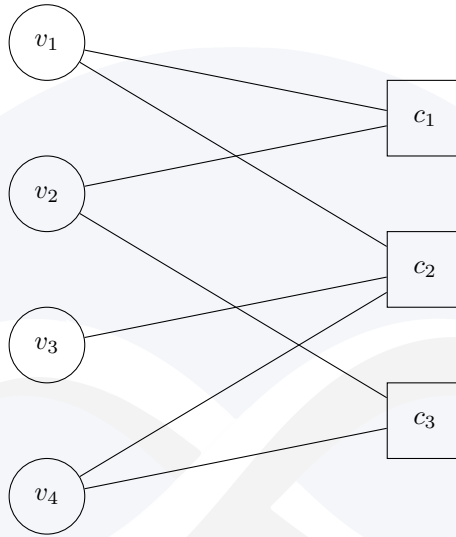 v₁
c₁
v₂
c₂
v₃
c₃
v₄